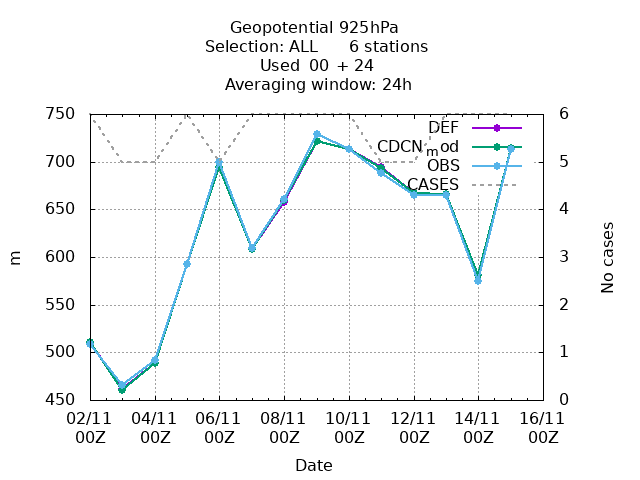 Geopotential 925hPa
Selection: ALL 6 stations
Used 00 + 24
Averaging window: 24h
750
700
650
600
550
500
450
m
6
5
4
3
2
1
0
No cases
DEF
CDCN_mod
OBS
CASES
02/11 04/11 06/11 08/11 10/11 12/11 14/11 16/11
00Z 00Z 00Z 00Z 00Z 00Z 00Z 00Z
Date